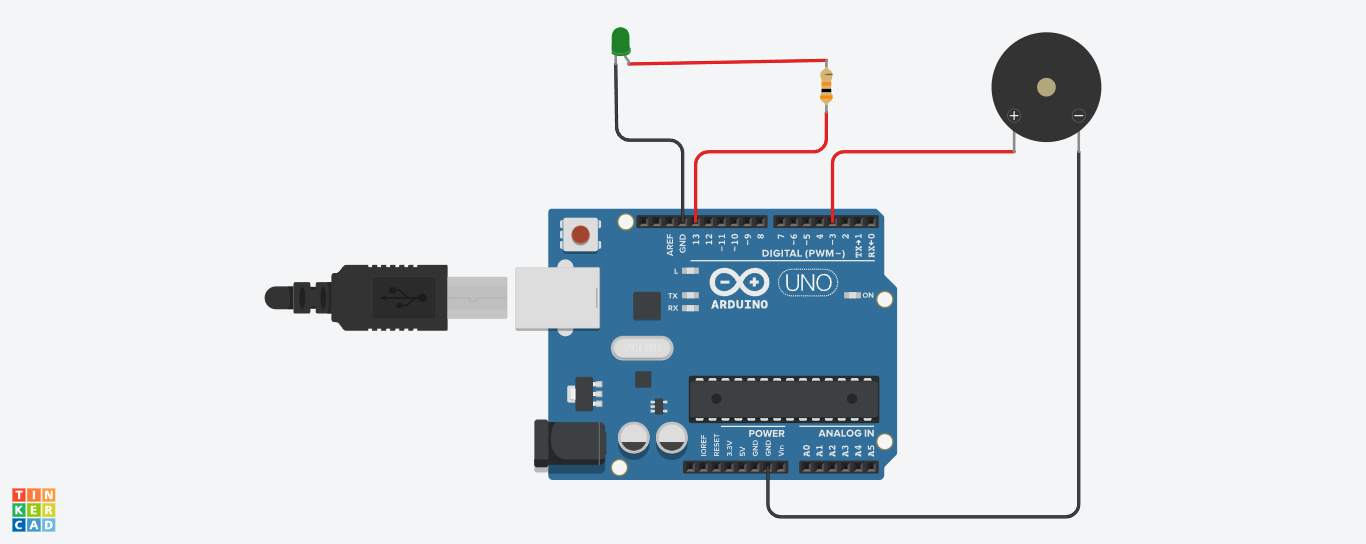 + −
AREF
GND
13
12
~11
~10
~9
8
7
~6
~5
4
~3
2
TX→1
RX←0
DIGITAL (PWM~)
L
TX
RX
ARDUINO
UNO
ON
POWER
ANALOG IN
IOREF
RESET
3.3V
5V
GND
GND
Vin
A0
A1
A2
A3
A4
A5
TIN
KER
CAD